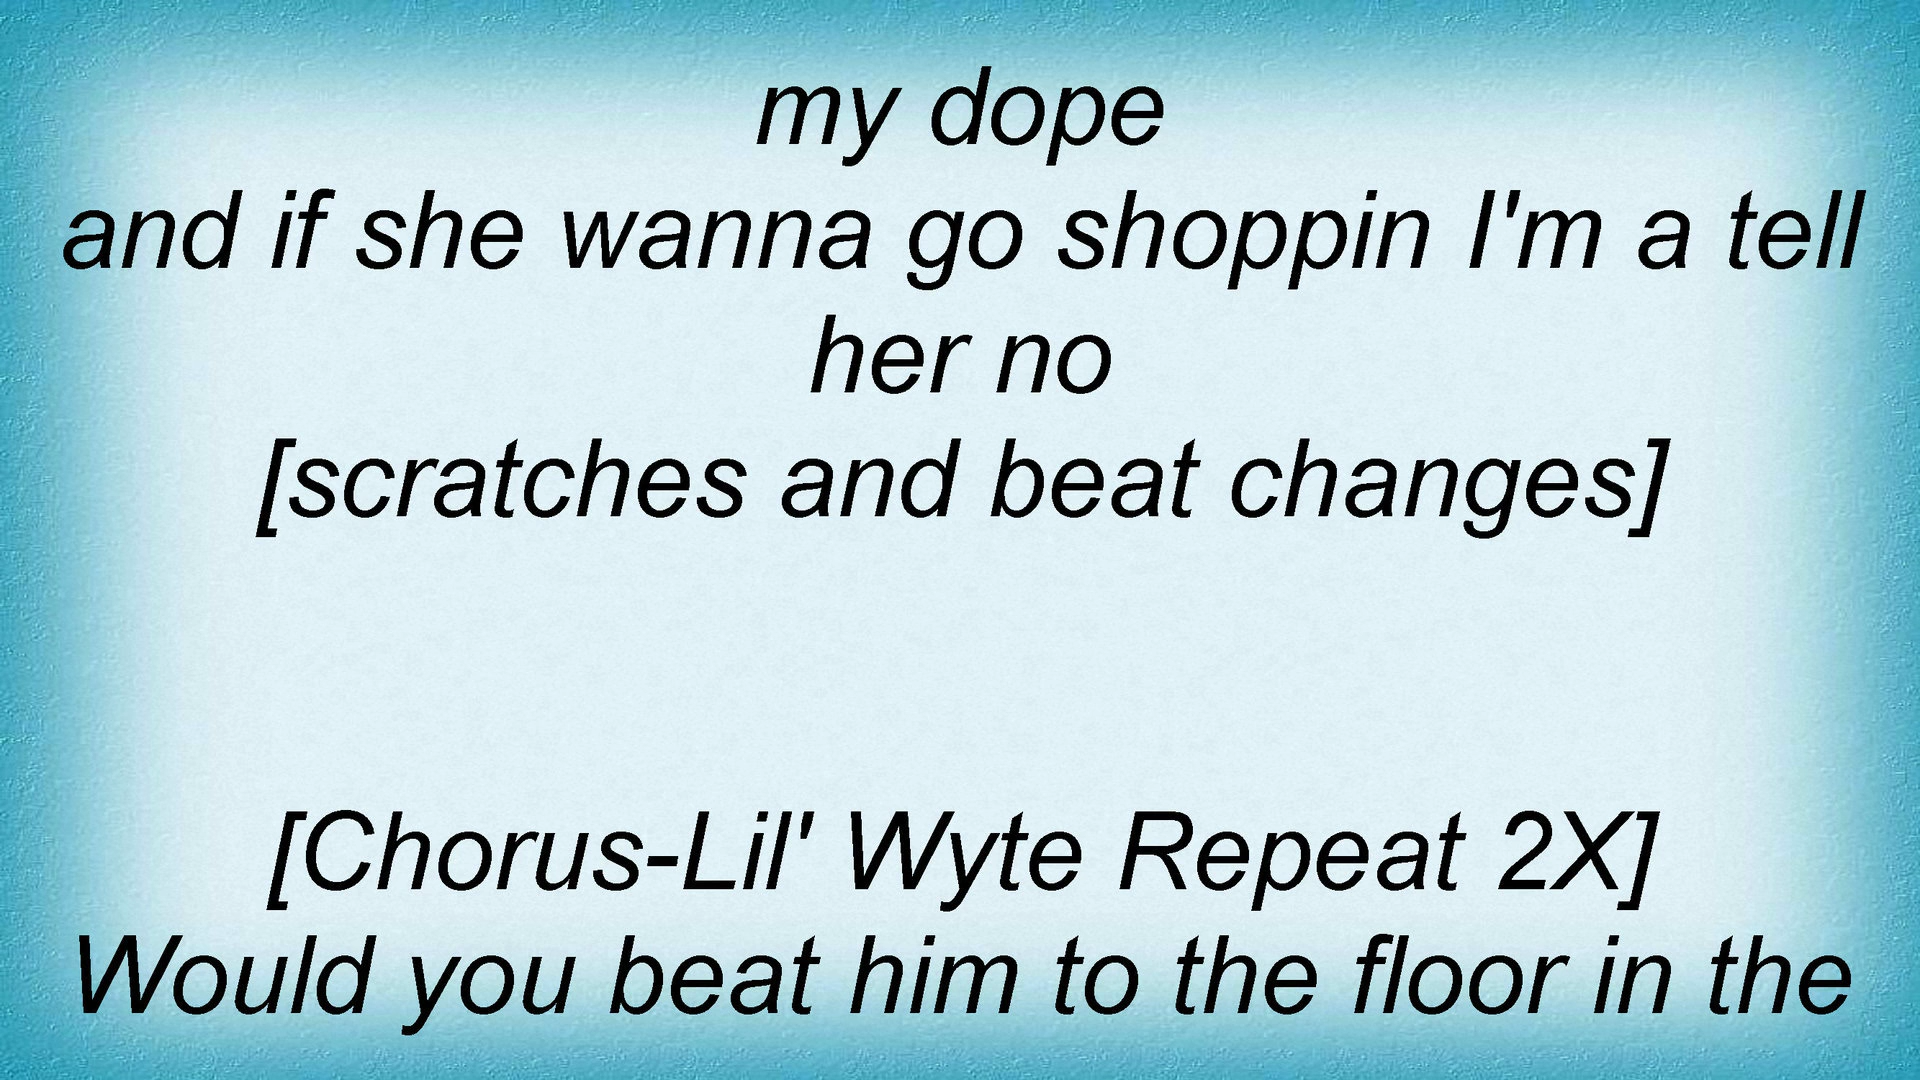 my dope
and if she wanna go shoppin I'm a tell
her no
[scratches and beat changes]
[Chorus-Lil' Wyte Repeat 2X]
Would you beat him to the floor in the